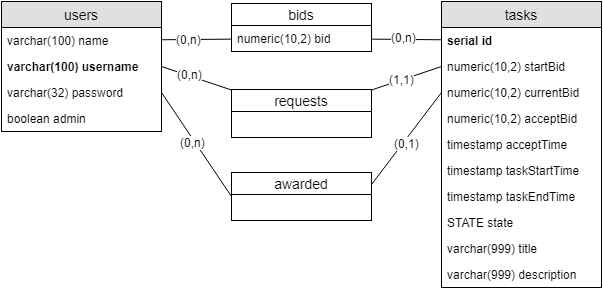 users
varchar(100) name
varchar(100) username
varchar(32) password
boolean admin
(0,n)
(0,n)
(0,n)
bids
numeric(10,2) bid
requests
awarded
(0,n)
(1,1)
(0,1)
tasks
serial id
numeric(10,2) startBid
numeric(10,2) currentBid
numeric(10,2) acceptBid
timestamp acceptTime
timestamp taskStartTime
timestamp taskEndTime
STATE state
varchar(999) title
varchar(999) description